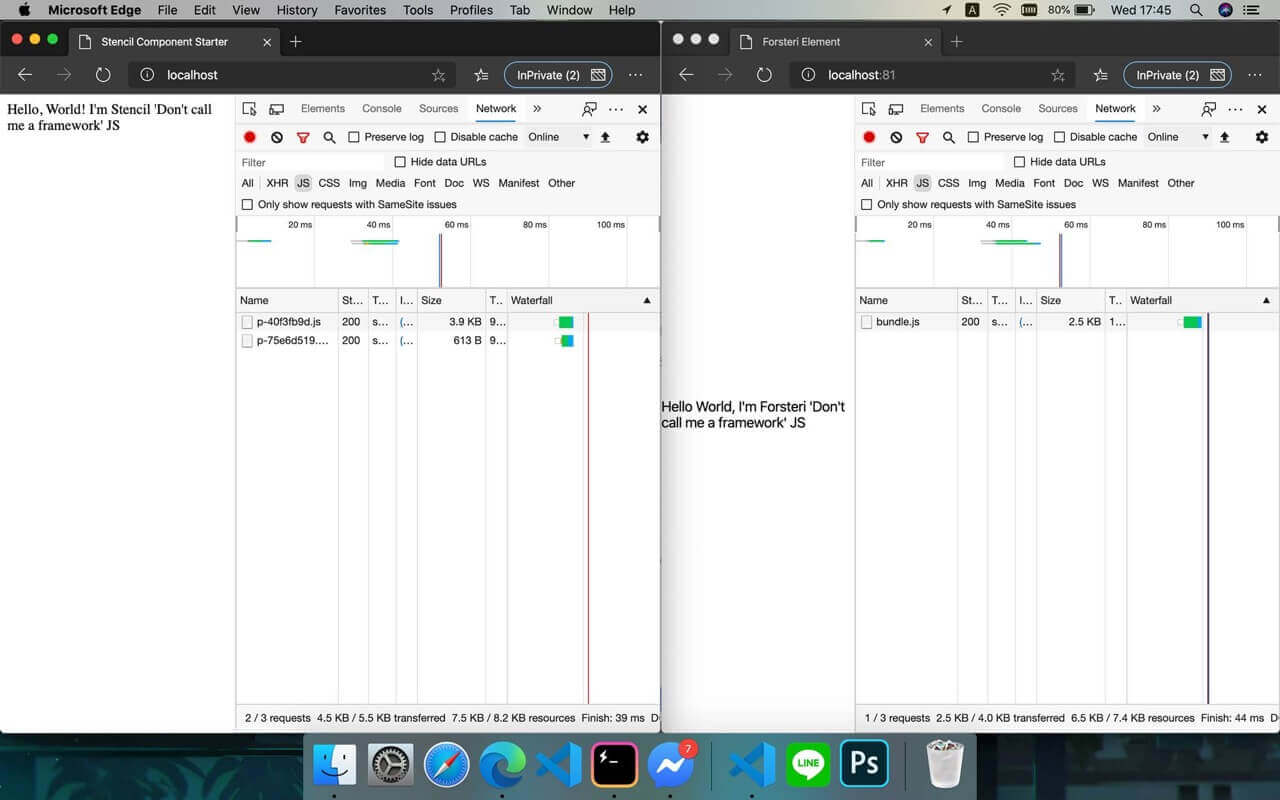 Microsoft Edge File Edit View History Favorites Tools Profiles Tab Window Help A 80% Wed 17:45
Stencil Component Starter
localhost
InPrivate (2)
Hello, World! I'm Stencil 'Don't call
me a framework' JS
Elements Console Sources Network
Preserve log Disable cache Online
Filter Hide data URLs
All XHR JS CSS Img Media Font Doc WS Manifest Other
Only show requests with SameSite issues
20 ms 40 ms 60 ms 80 ms 100 ms
Name St... T... I... Size T.. Waterfall
p-40f3fb9d.js 200 s... (... 3.9 KB 9...
p-75e6d519.... 200 s... (... 613 B 9...
2 / 3 requests 4.5 KB / 5.5 KB transferred 7.5 KB / 8.2 KB resources Finish: 39 ms D
Forsteri Element
localhost:81
InPrivate (2)
Elements Console Sources Network
Preserve log Disable cache Online
Filter Hide data URLs
All XHR JS CSS Img Media Font Doc WS Manifest Other
Only show requests with SameSite issues
20 ms 40 ms 60 ms 80 ms 100 ms
Name St... T... I... Size T.. Waterfall
bundle.js 200 s... (... 2.5 KB 1...
Hello World, I'm Forsteri 'Don't
call me a framework' JS
1 / 3 requests 2.5 KB / 4.0 KB transferred 6.5 KB / 7.4 KB resources Finish: 44 ms D
7
LINE
Ps